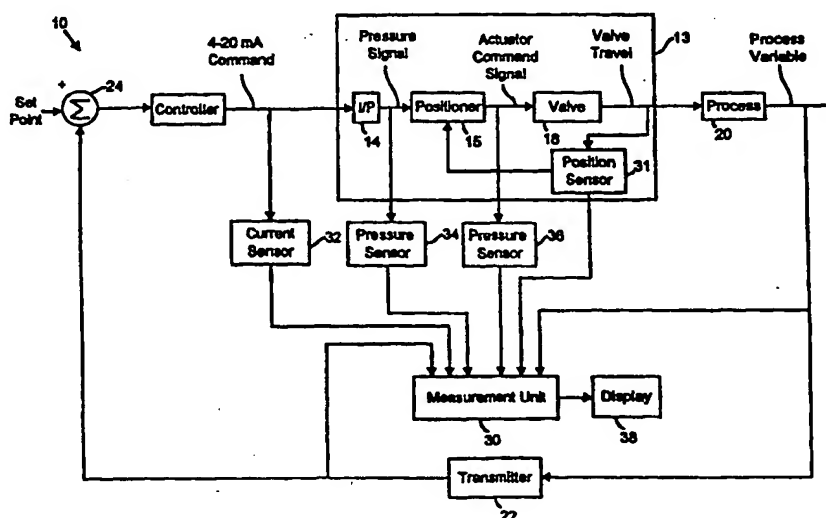 10
4-20 mA
Command
Pressure
Signal
Actuator
Command
Signal
Valve
Travel
13
Process
Variable
+
24
Set
Point
Σ
Controller
I/P
14
Positioner
15
Valve
18
Process
20
Position
Sensor
31
Current
Sensor
32
Pressure
Sensor
34
Pressure
Sensor
36
Measurement Unit
30
Display
38
Transmitter
22